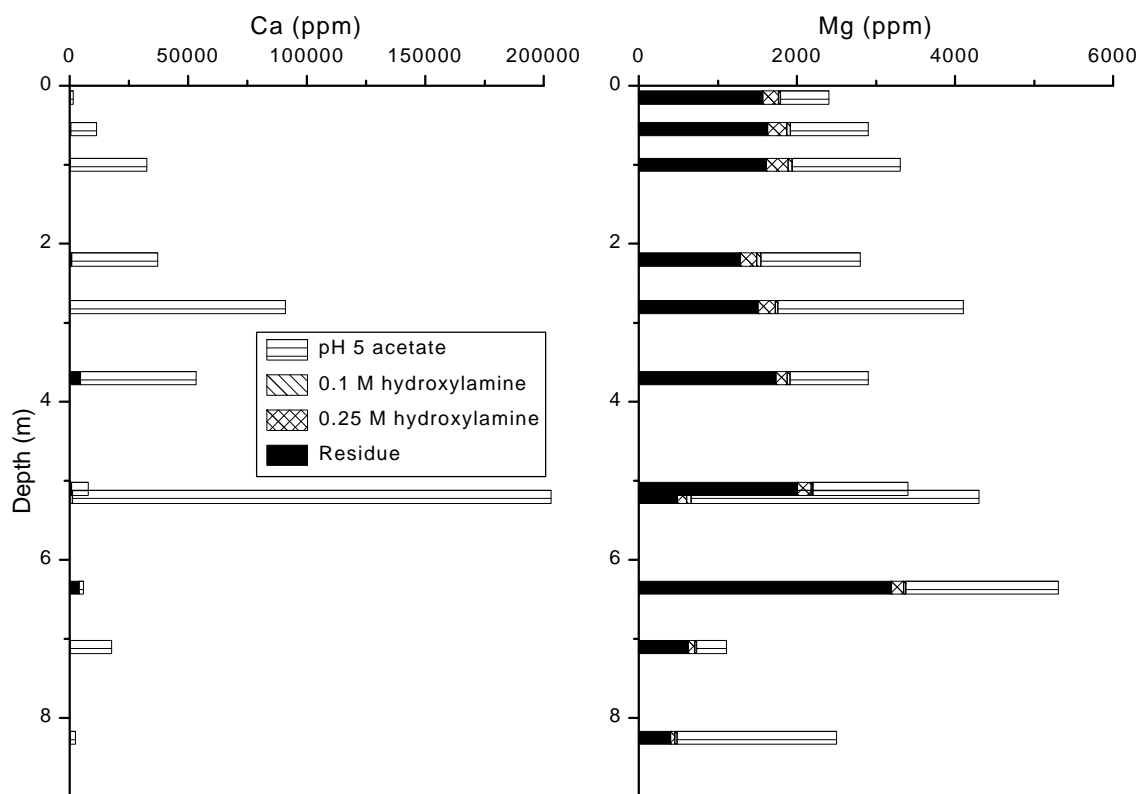 Ca (ppm)
0 50000 100000 150000 200000
Mg (ppm)
0 2000 4000 6000
0
2
4
6
8
Depth (m)
pH 5 acetate
0.1 M hydroxylamine
0.25 M hydroxylamine
Residue
0
2
4
6
8